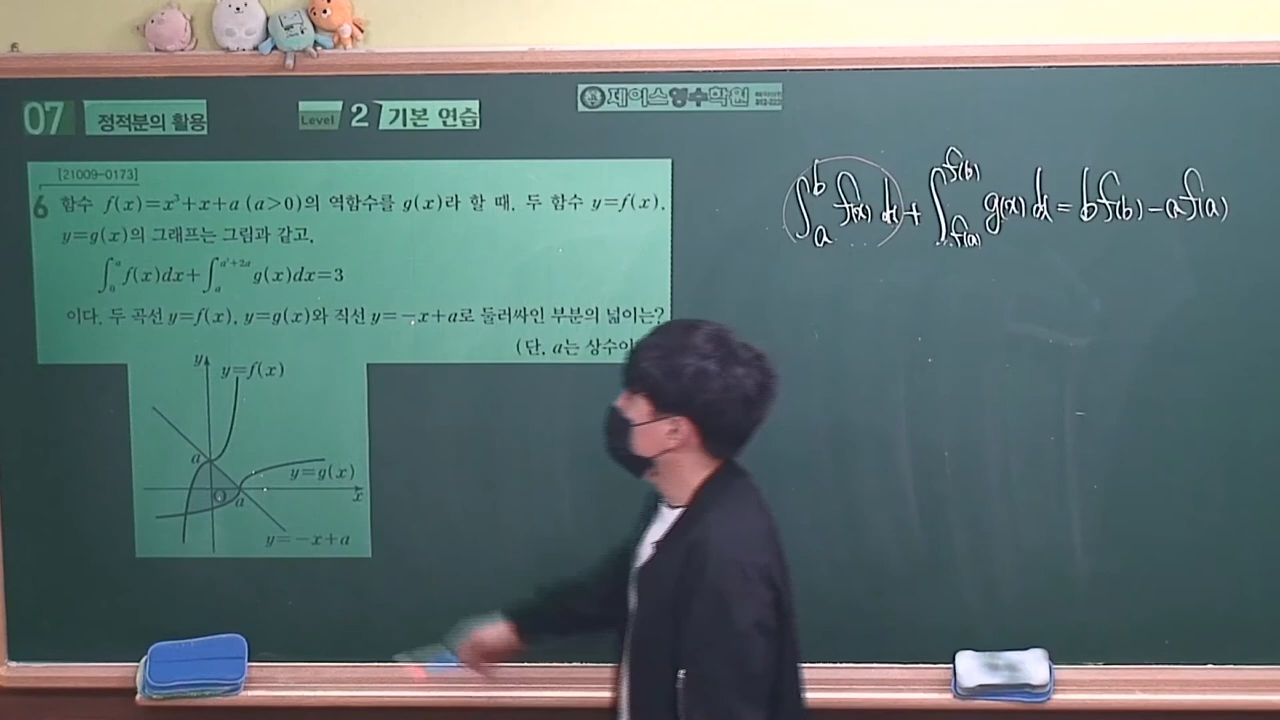 07 정적분의 활용 Level 2 기본 연습
제이스영수학원
[21009-0173]
6 함수 f(x)=x³+x+a (a>0)의 역함수를 g(x)라 할 때, 두 함수 y=f(x),
y=g(x)의 그래프는 그림과 같고,
∫₀ᵃ f(x)dx+∫ₐ^(a³+2a) g(x)dx=3
이다. 두 곡선 y=f(x), y=g(x)와 직선 y=-x+a로 둘러싸인 부분의 넓이는?
(단, a는 상수이
y
y=f(x)
a
y=g(x)
O
a
x
y=-x+a
∫ₐᵇ f(x) dx + ∫_{f(a)}^{f(b)} g(x) dx = bf(b) - af(a)